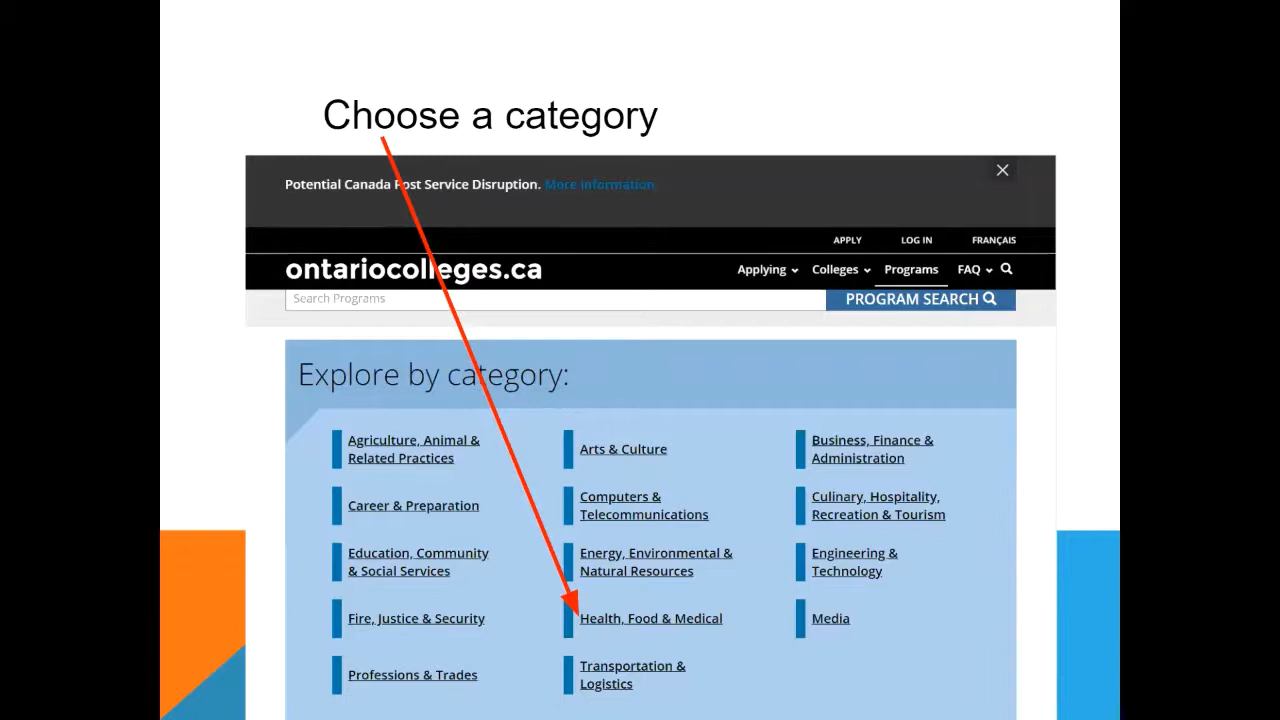 Choose a category
Potential Canada Post Service Disruption. More information.
APPLY LOG IN FRANÇAIS
ontariocolleges.ca
Applying Colleges Programs FAQ
Search Programs
PROGRAM SEARCH
Explore by category:
Agriculture, Animal &
Related Practices
Arts & Culture
Business, Finance &
Administration
Career & Preparation
Computers &
Telecommunications
Culinary, Hospitality,
Recreation & Tourism
Education, Community
& Social Services
Energy, Environmental &
Natural Resources
Engineering &
Technology
Fire, Justice & Security
Health, Food & Medical
Media
Professions & Trades
Transportation &
Logistics